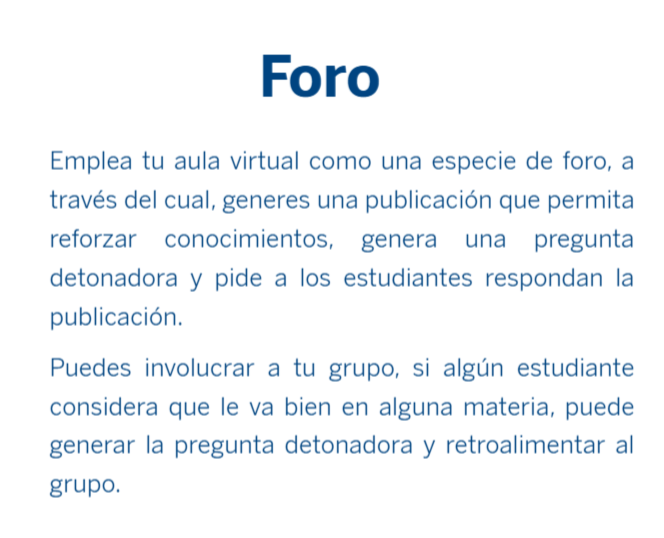 Foro
Emplea tu aula virtual como una especie de foro, a
través del cual, generes una publicación que permita
reforzar conocimientos, genera una pregunta
detonadora y pide a los estudiantes respondan la
publicación.
Puedes involucrar a tu grupo, si algún estudiante
considera que le va bien en alguna materia, puede
generar la pregunta detonadora y retroalimentar al
grupo.